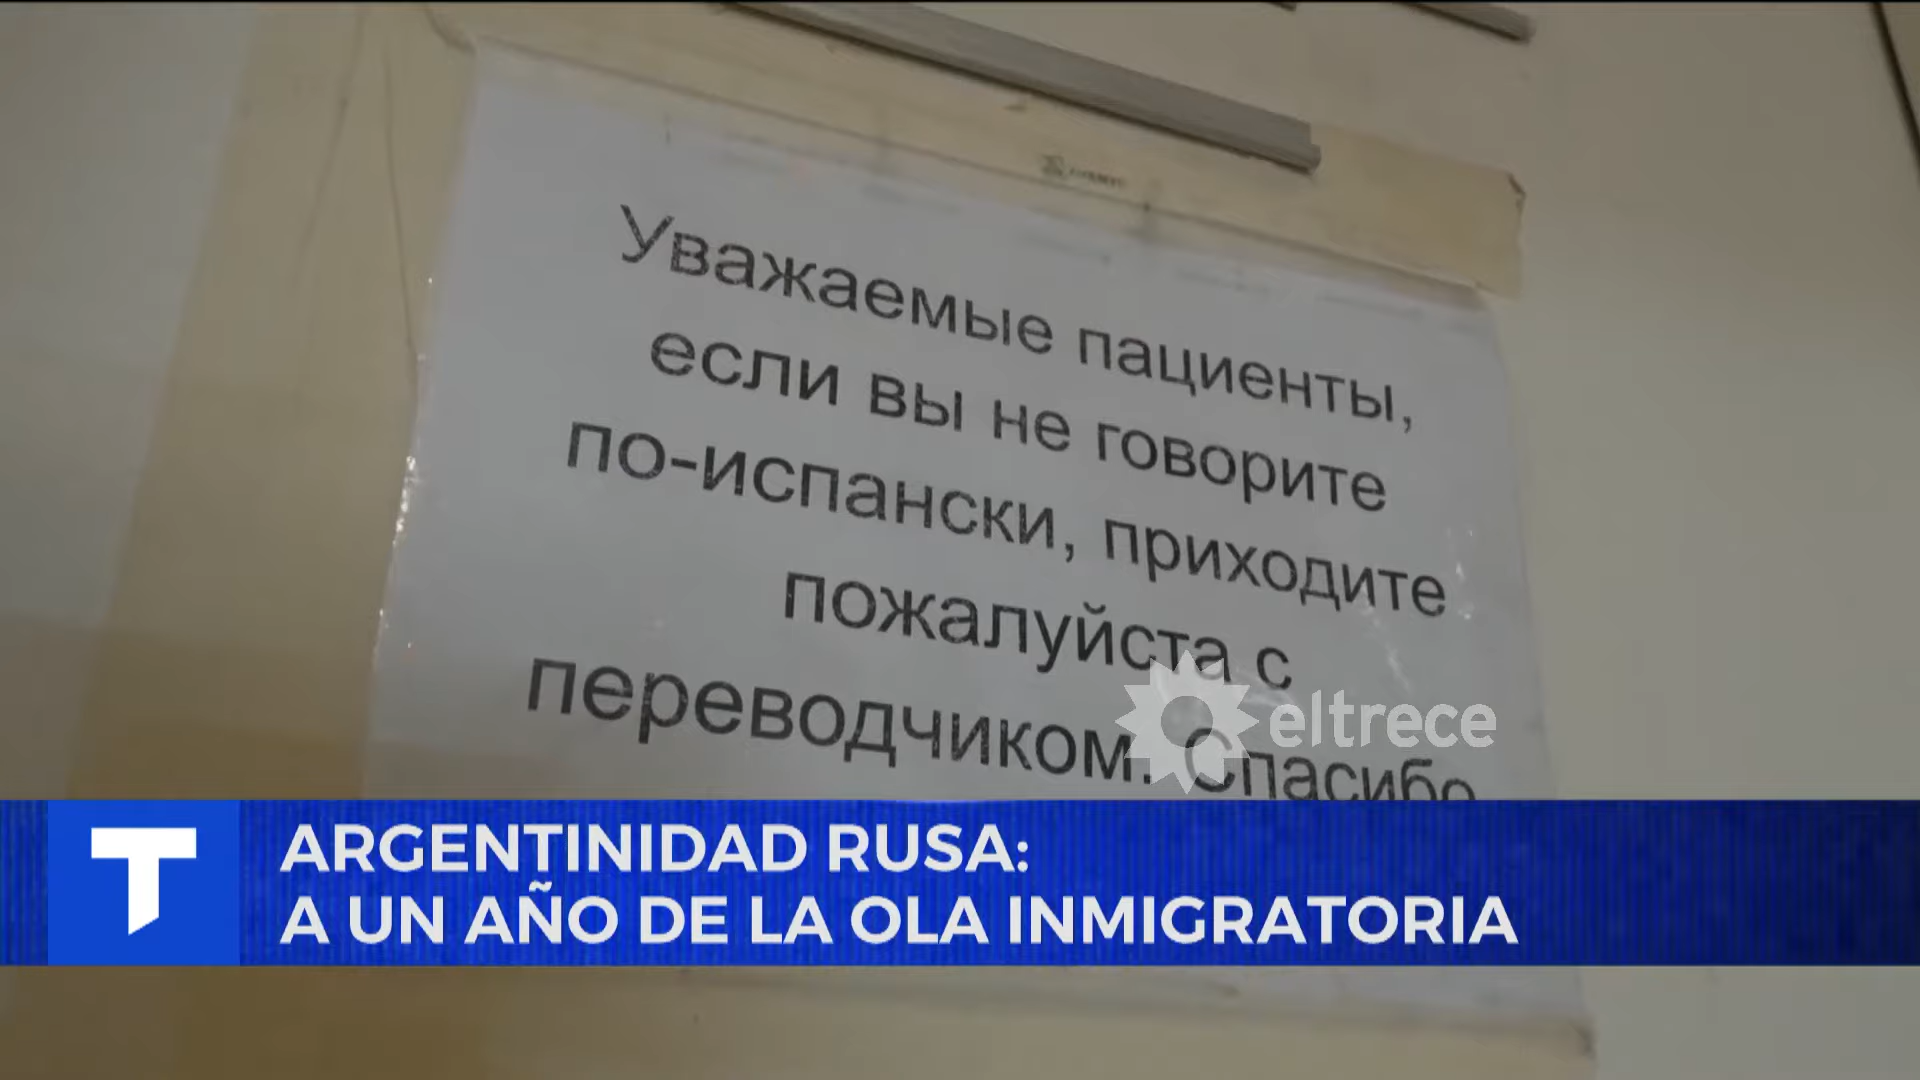 Уважаемые пациенты,
если вы не говорите
по-испански, приходите
пожалуйста с
переводчиком. Спасибо
eltrece
T
ARGENTINIDAD RUSA:
A UN AÑO DE LA OLA INMIGRATORIA